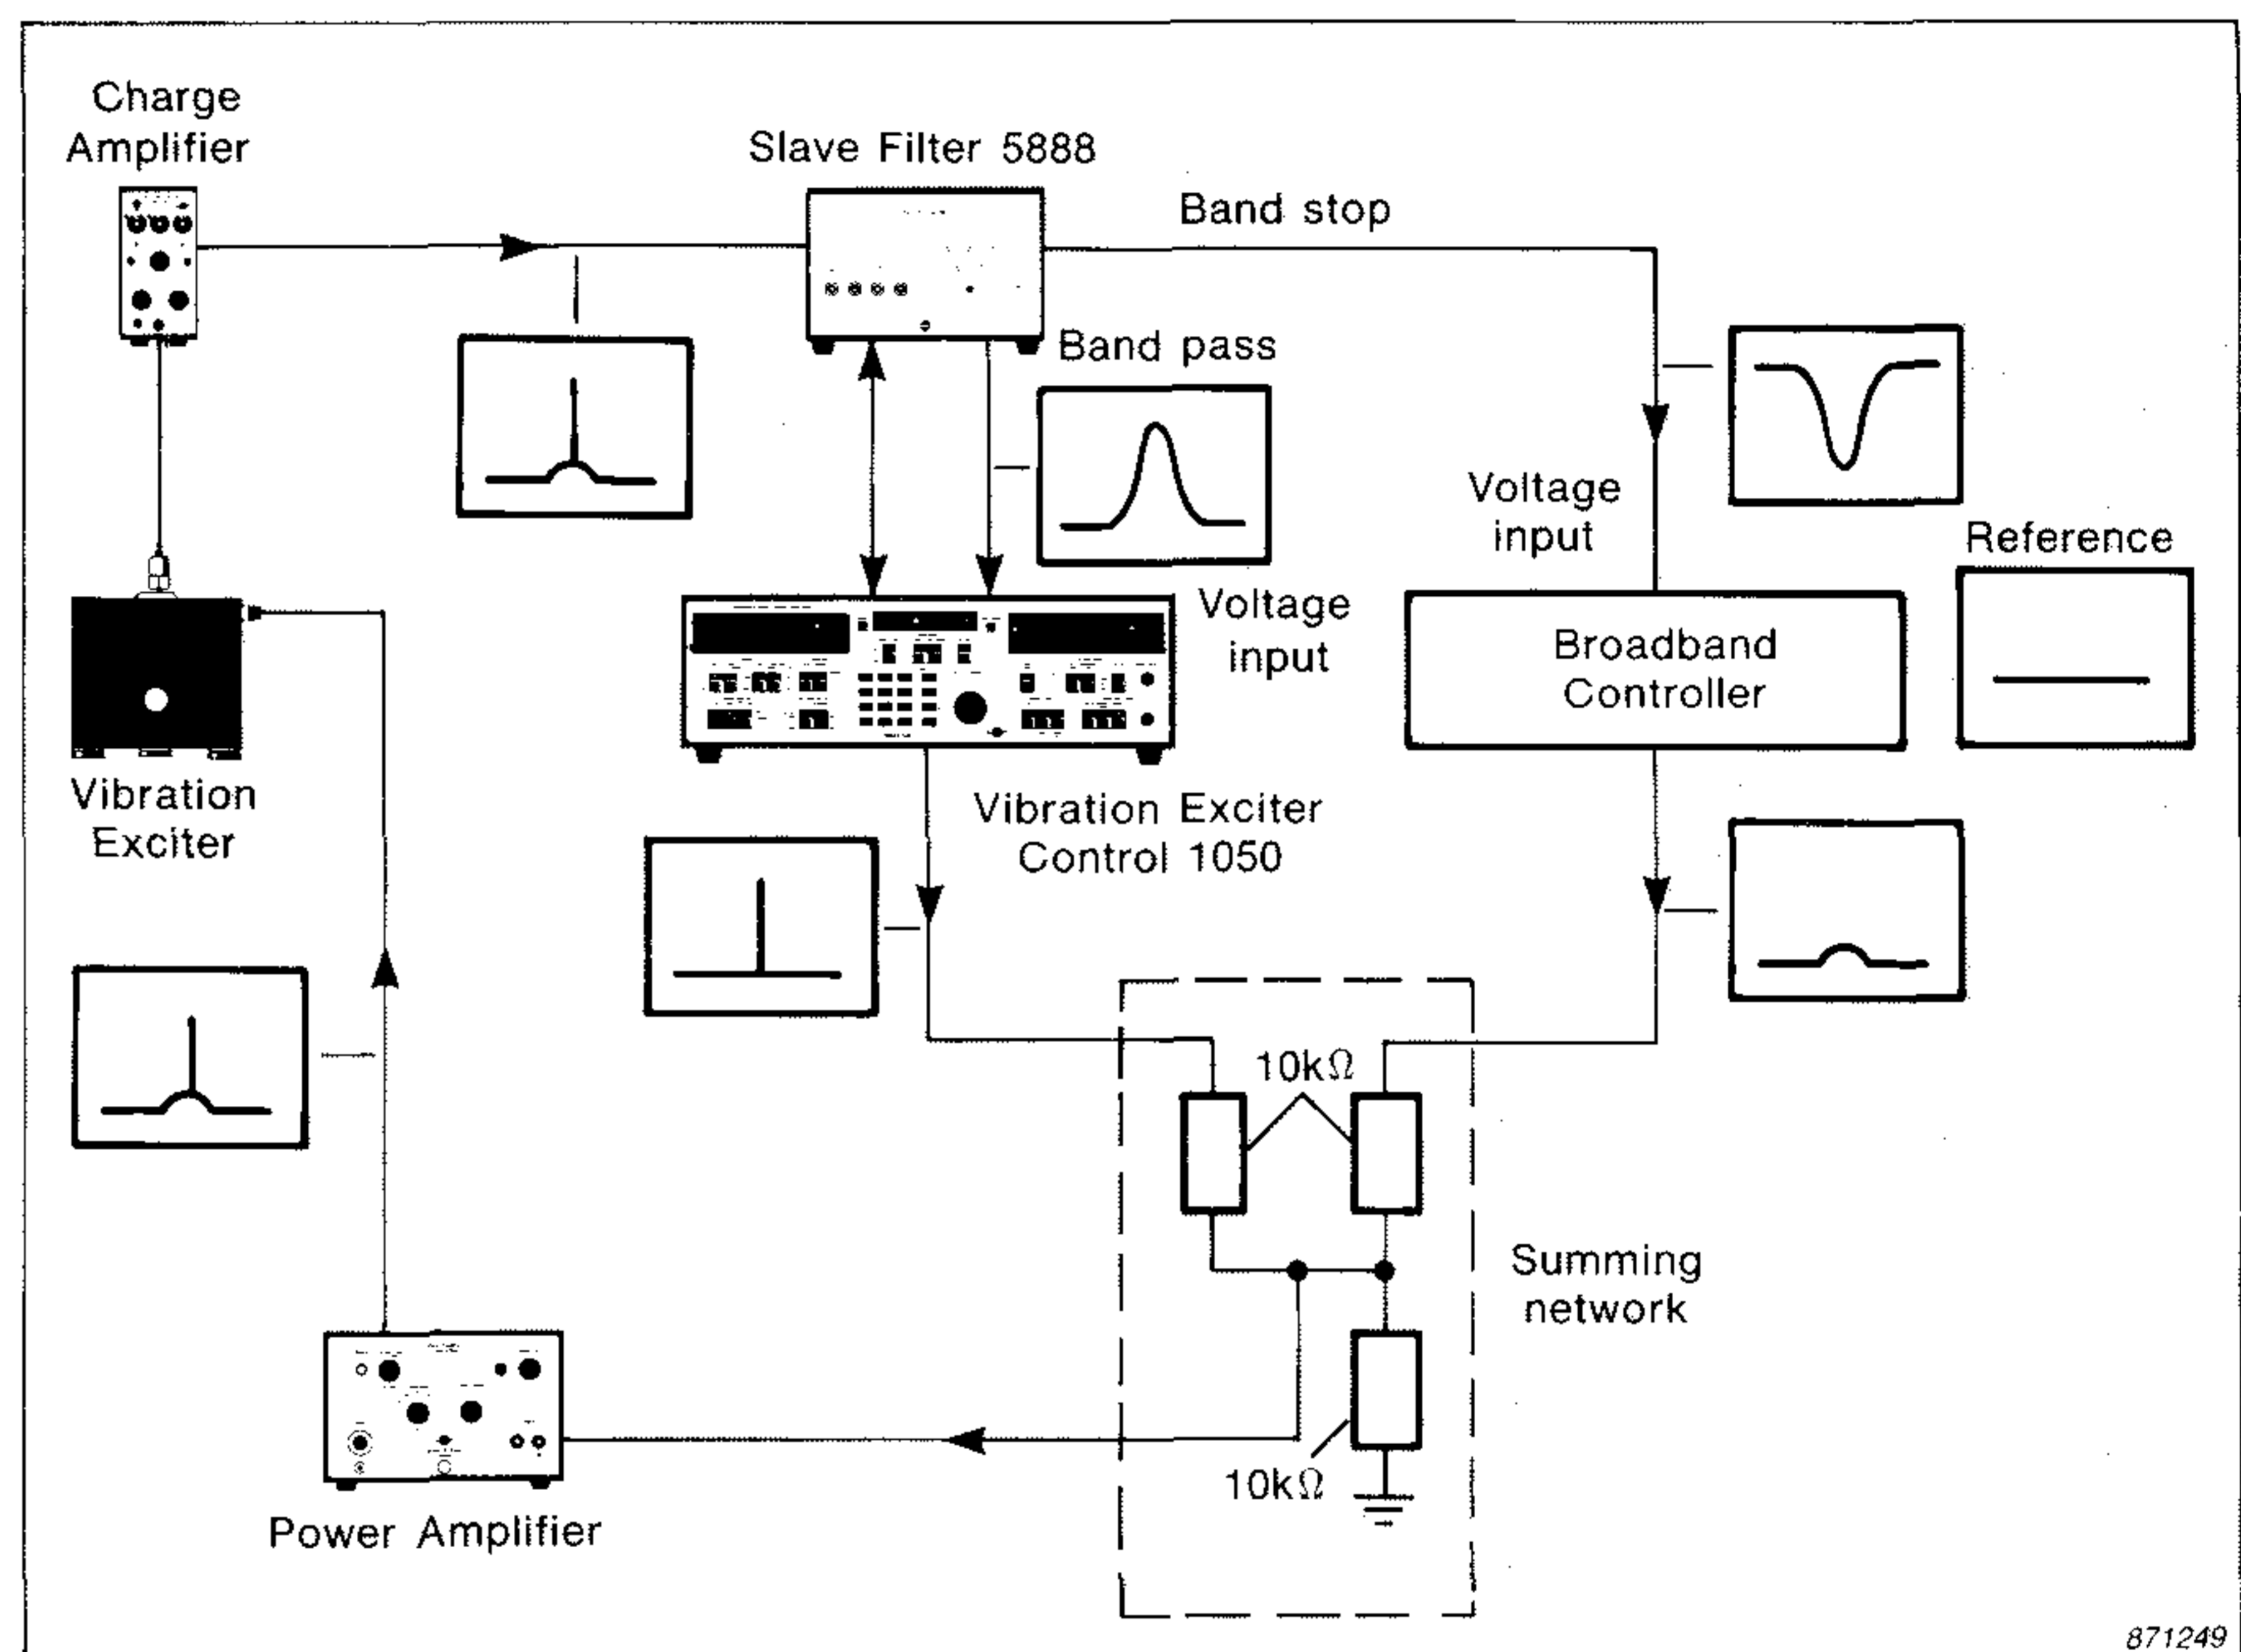 Charge
Amplifier
Slave Filter 5888
Band stop
Band pass
Voltage
input
Reference
Voltage
input
Broadband
Controller
Vibration
Exciter
Vibration Exciter
Control 1050
10kΩ
Summing
network
10kΩ
Power Amplifier
871249